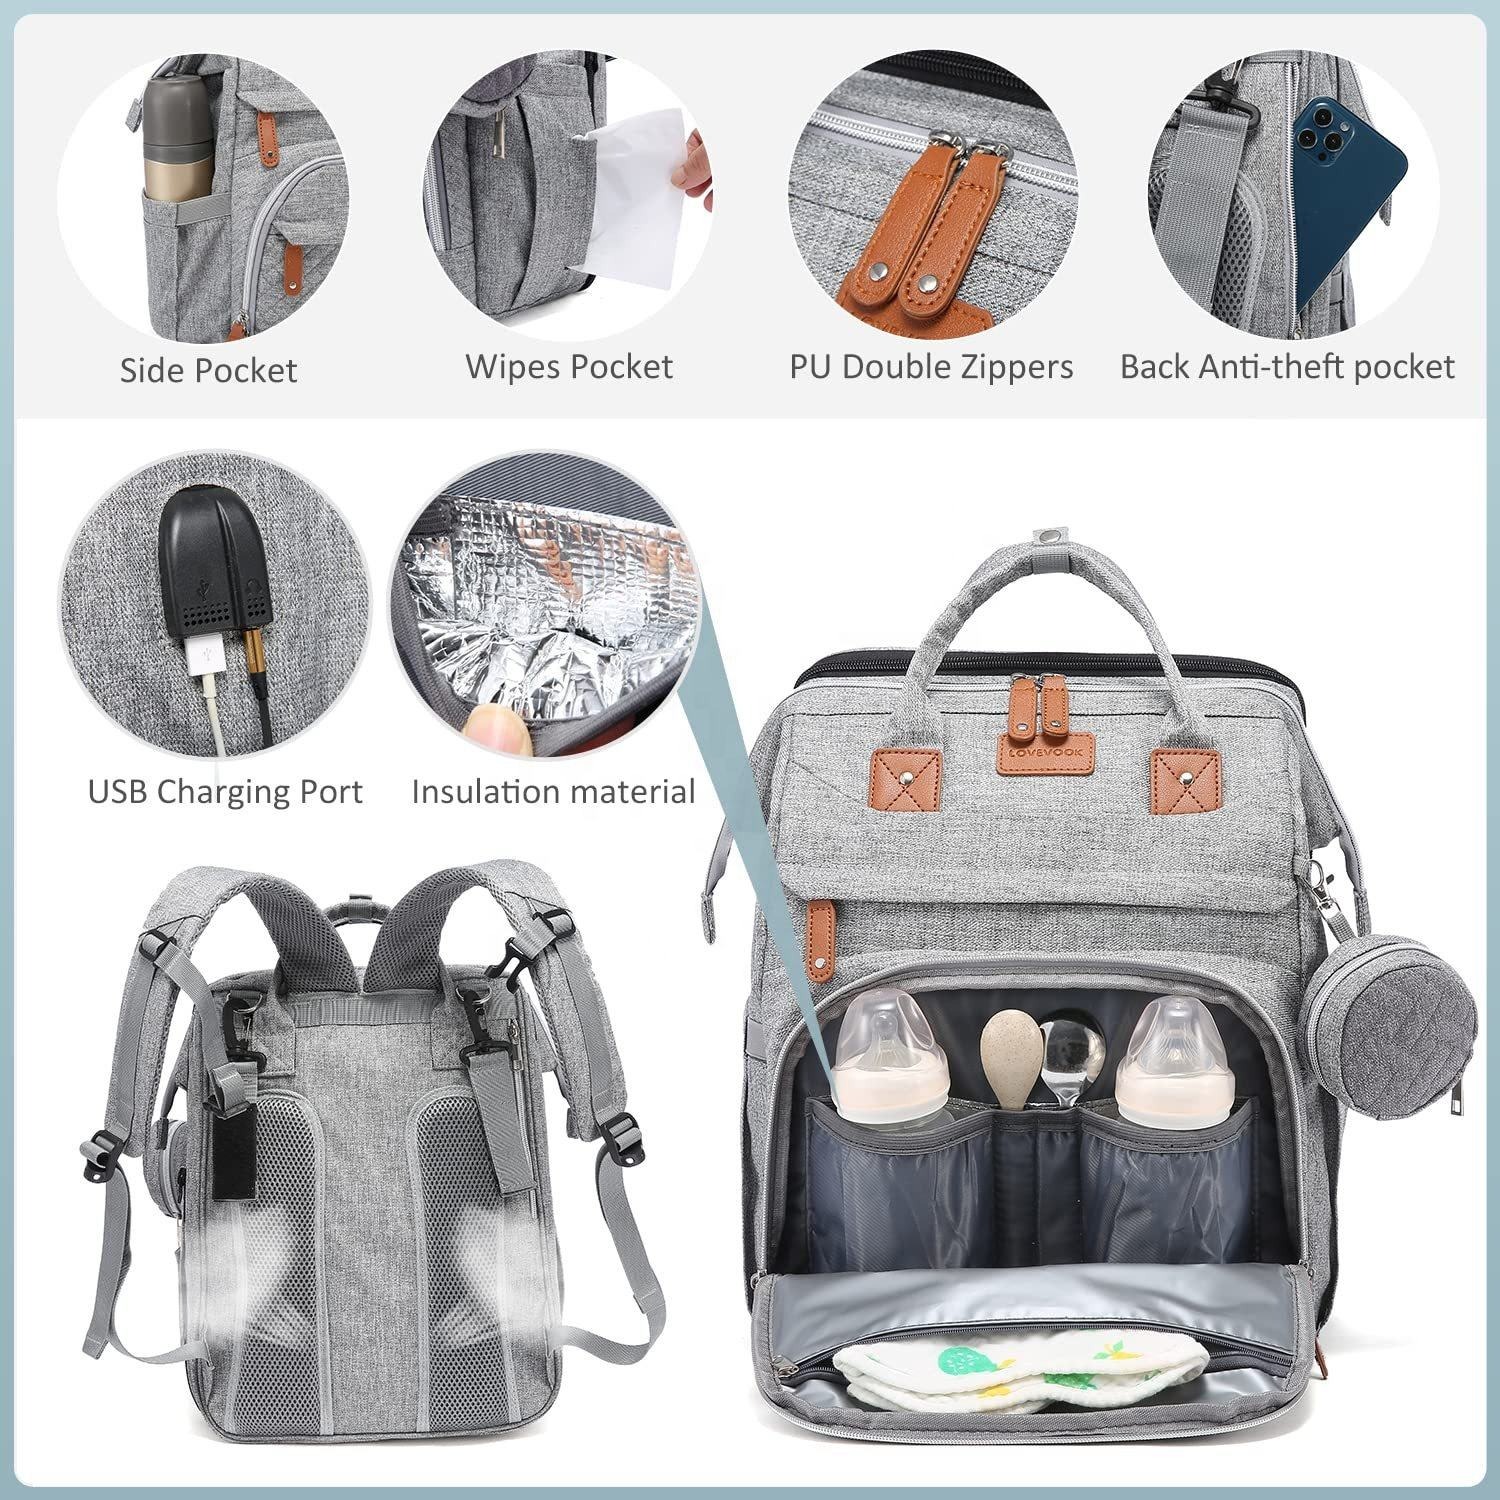 Side Pocket
Wipes Pocket
PU Double Zippers
Back Anti-theft pocket
USB Charging Port
Insulation material
LOVEVOOK